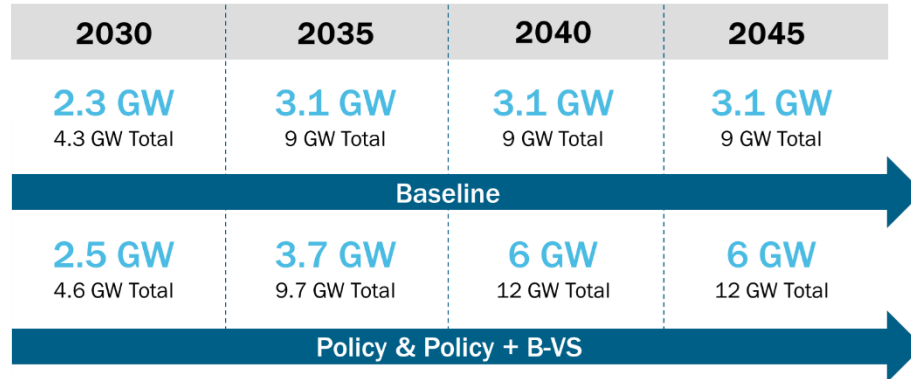 2030 2035 2040 2045
2.3 GW 3.1 GW 3.1 GW 3.1 GW
4.3 GW Total 9 GW Total 9 GW Total 9 GW Total
Baseline
2.5 GW 3.7 GW 6 GW 6 GW
4.6 GW Total 9.7 GW Total 12 GW Total 12 GW Total
Policy & Policy + B-VS